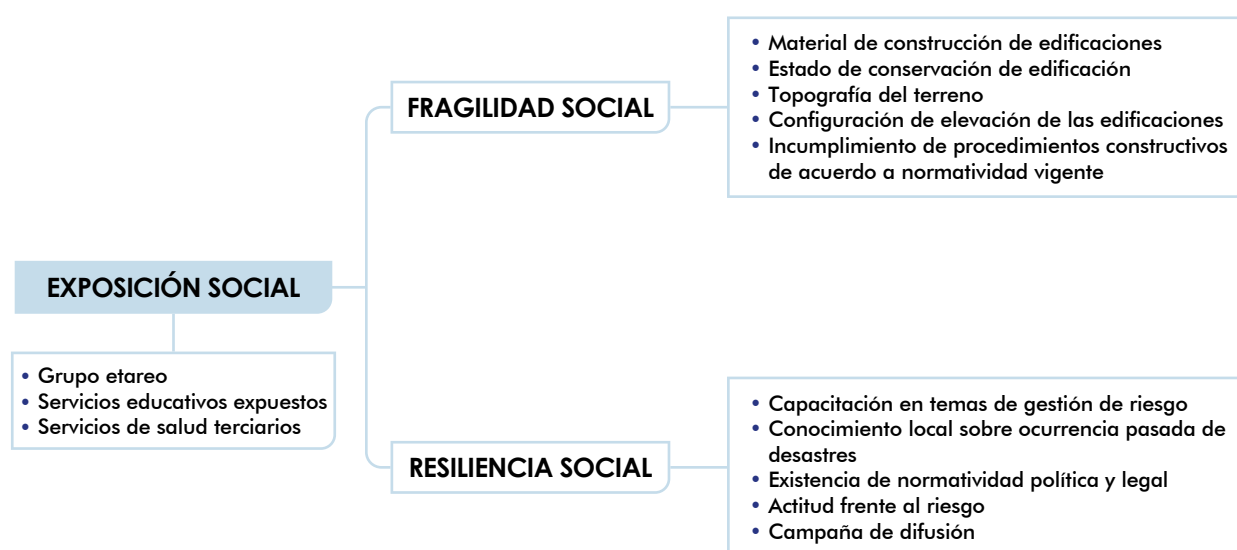 EXPOSICIÓN SOCIAL
• Grupo etareo
• Servicios educativos expuestos
• Servicios de salud terciarios
FRAGILIDAD SOCIAL
• Material de construcción de edificaciones
• Estado de conservación de edificación
• Topografía del terreno
• Configuración de elevación de las edificaciones
• Incumplimiento de procedimientos constructivos
de acuerdo a normatividad vigente
RESILIENCIA SOCIAL
• Capacitación en temas de gestión de riesgo
• Conocimiento local sobre ocurrencia pasada de
desastres
• Existencia de normatividad política y legal
• Actitud frente al riesgo
• Campaña de difusión